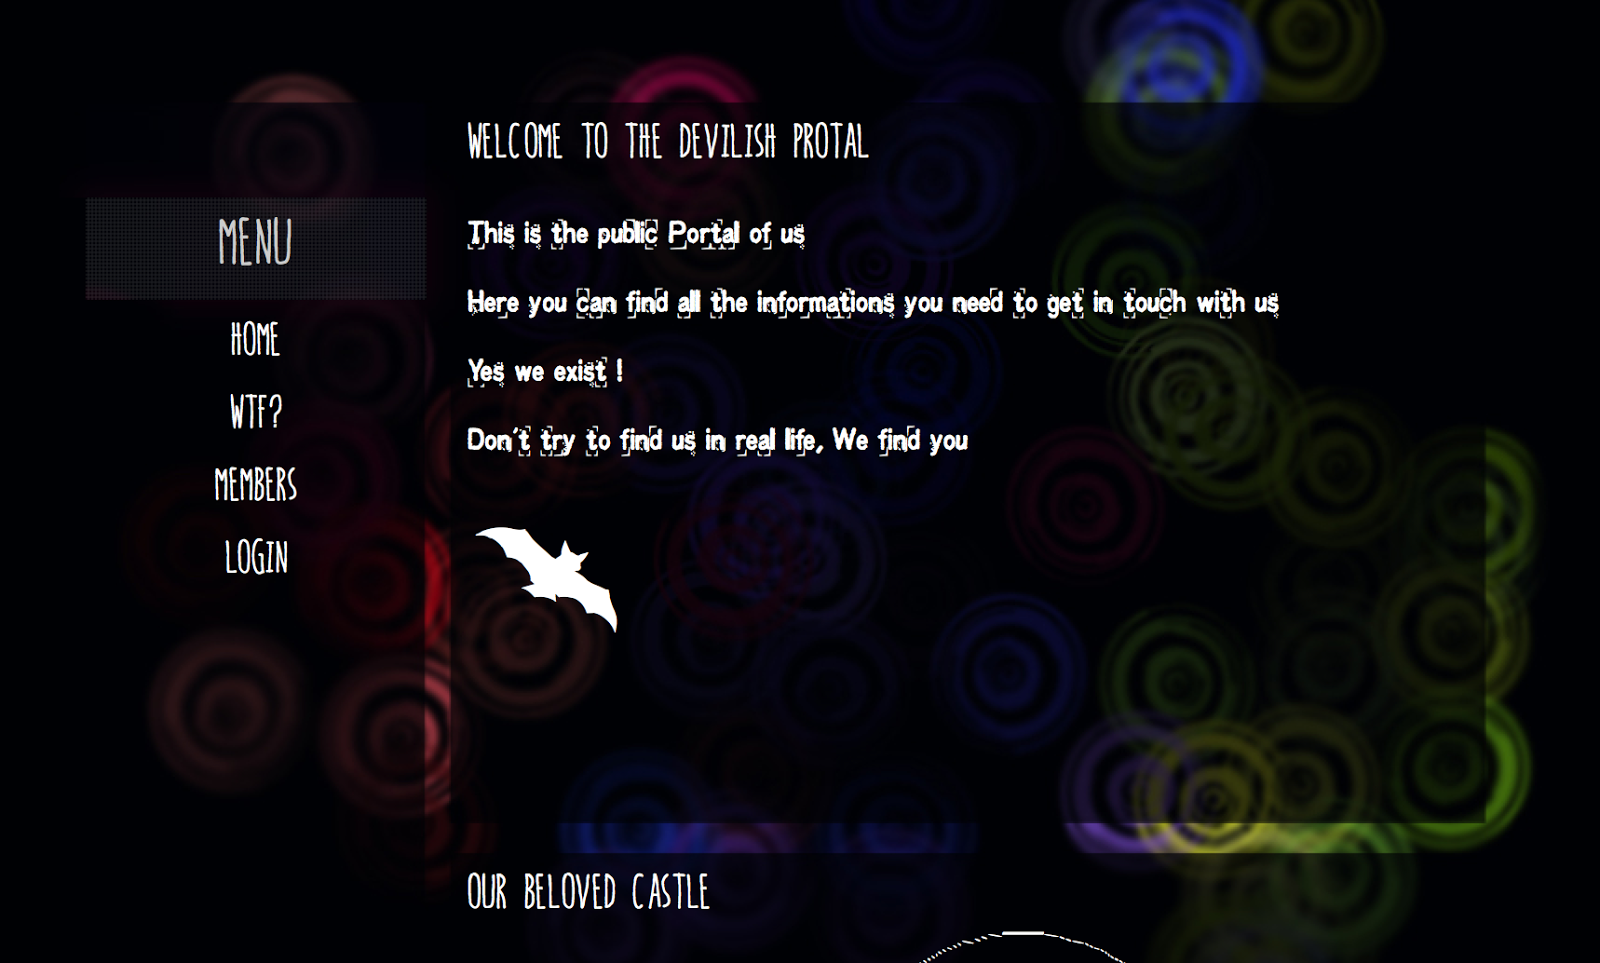 WELCOME TO THE DEVILISH PROTAL
MENU
This is the public Portal of us
Here you can find all the informations you need to get in touch with us
HOME
Yes we exist !
WTF?
Don't try to find us in real life, We find you
MEMBERS
LOGIN
OUR BELOVED CASTLE